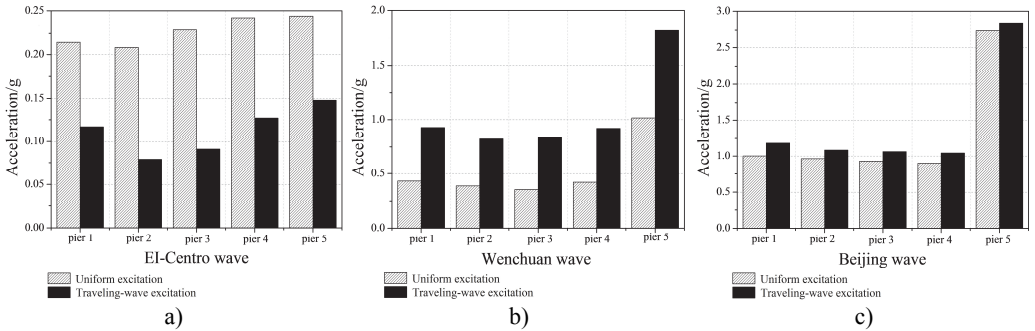 Acceleration/g
0.25
0.20
0.15
0.10
0.05
0.00
pier 1 pier 2 pier 3 pier 4 pier 5
EI-Centro wave
Uniform excitation
Traveling-wave excitation
a)
Acceleration/g
2.0
1.5
1.0
0.5
0.0
pier 1 pier 2 pier 3 pier 4 pier 5
Wenchuan wave
Uniform excitation
Traveling-wave excitation
b)
Acceleration/g
3.0
2.5
2.0
1.5
1.0
0.5
0.0
pier 1 pier 2 pier 3 pier 4 pier 5
Beijing wave
Uniform excitation
Traveling-wave excitation
c)